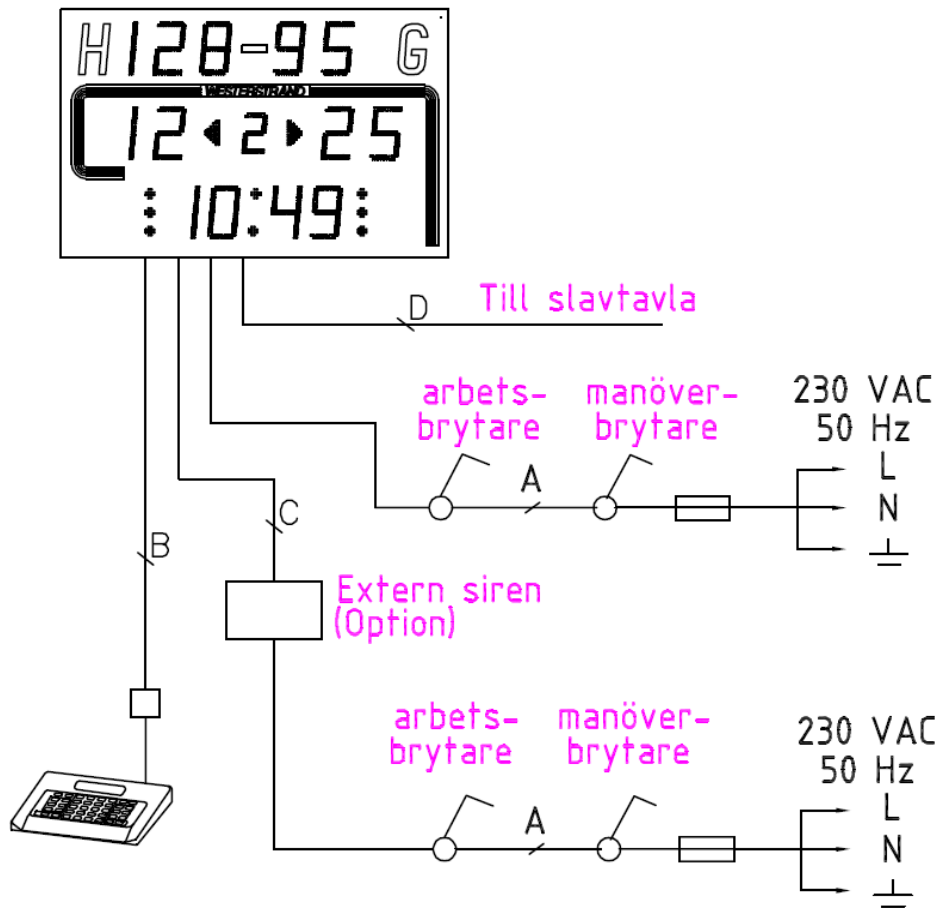 H 128-95 G
WESTERSTRAND
12 ◀ 2 ▶ 25
10:49
D
Till slavtavla
arbets-
brytare
manöver-
brytare
230 VAC
50 Hz
A
L
N
C
B
Extern siren
(Option)
arbets-
brytare
manöver-
brytare
230 VAC
50 Hz
A
L
N